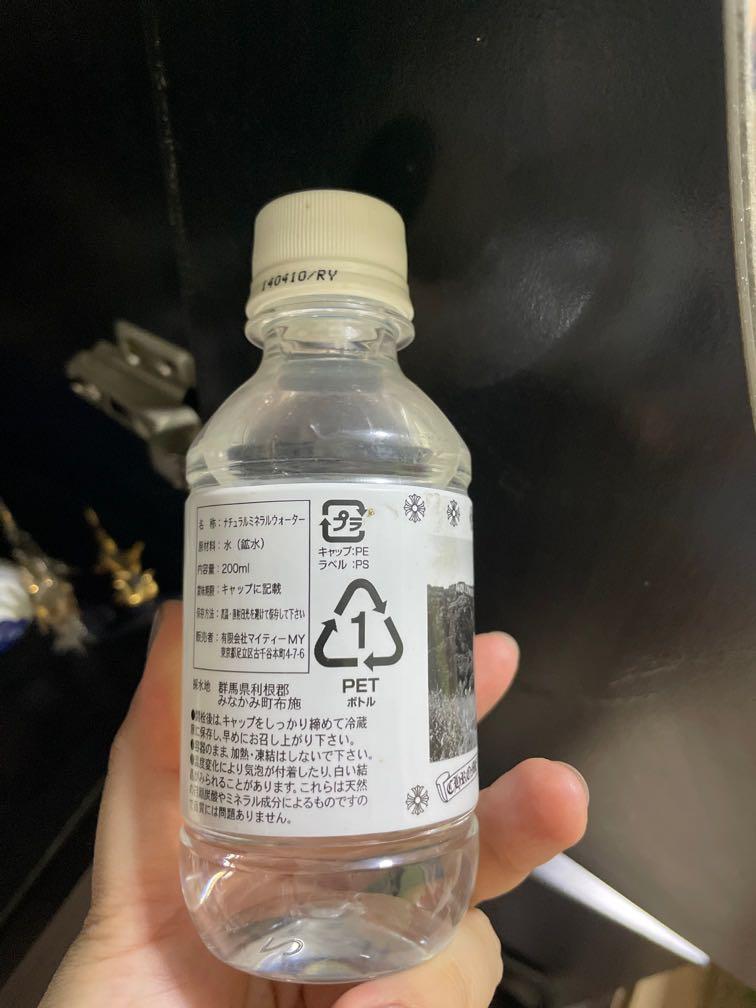 140410/RY
名 称:ナチュラルミネラルウォーター
原材料:水(鉱水)
内容量:200ml
賞味期限:キャップに記載
保存方法:高温・直射日光を避けて保存して下さい
販売者:有限会社マイティーMY
東京都足立区古千谷本町4-7-6
プラ
キャップ:PE
ラベル:PS
1
PET
ボトル
採水地 群馬県利根郡
みなかみ町布施
●開栓後は、キャップをしっかり締めて冷蔵
庫に保存し、早めにお召し上がり下さい。
●容器のまま、加熱・凍結はしないで下さい。
●温度変化により気泡が付着したり、白い結
晶がみられることがあります。これらは天然
の炭酸やミネラル成分によるものですの
で品質には問題ありません。
CHRO